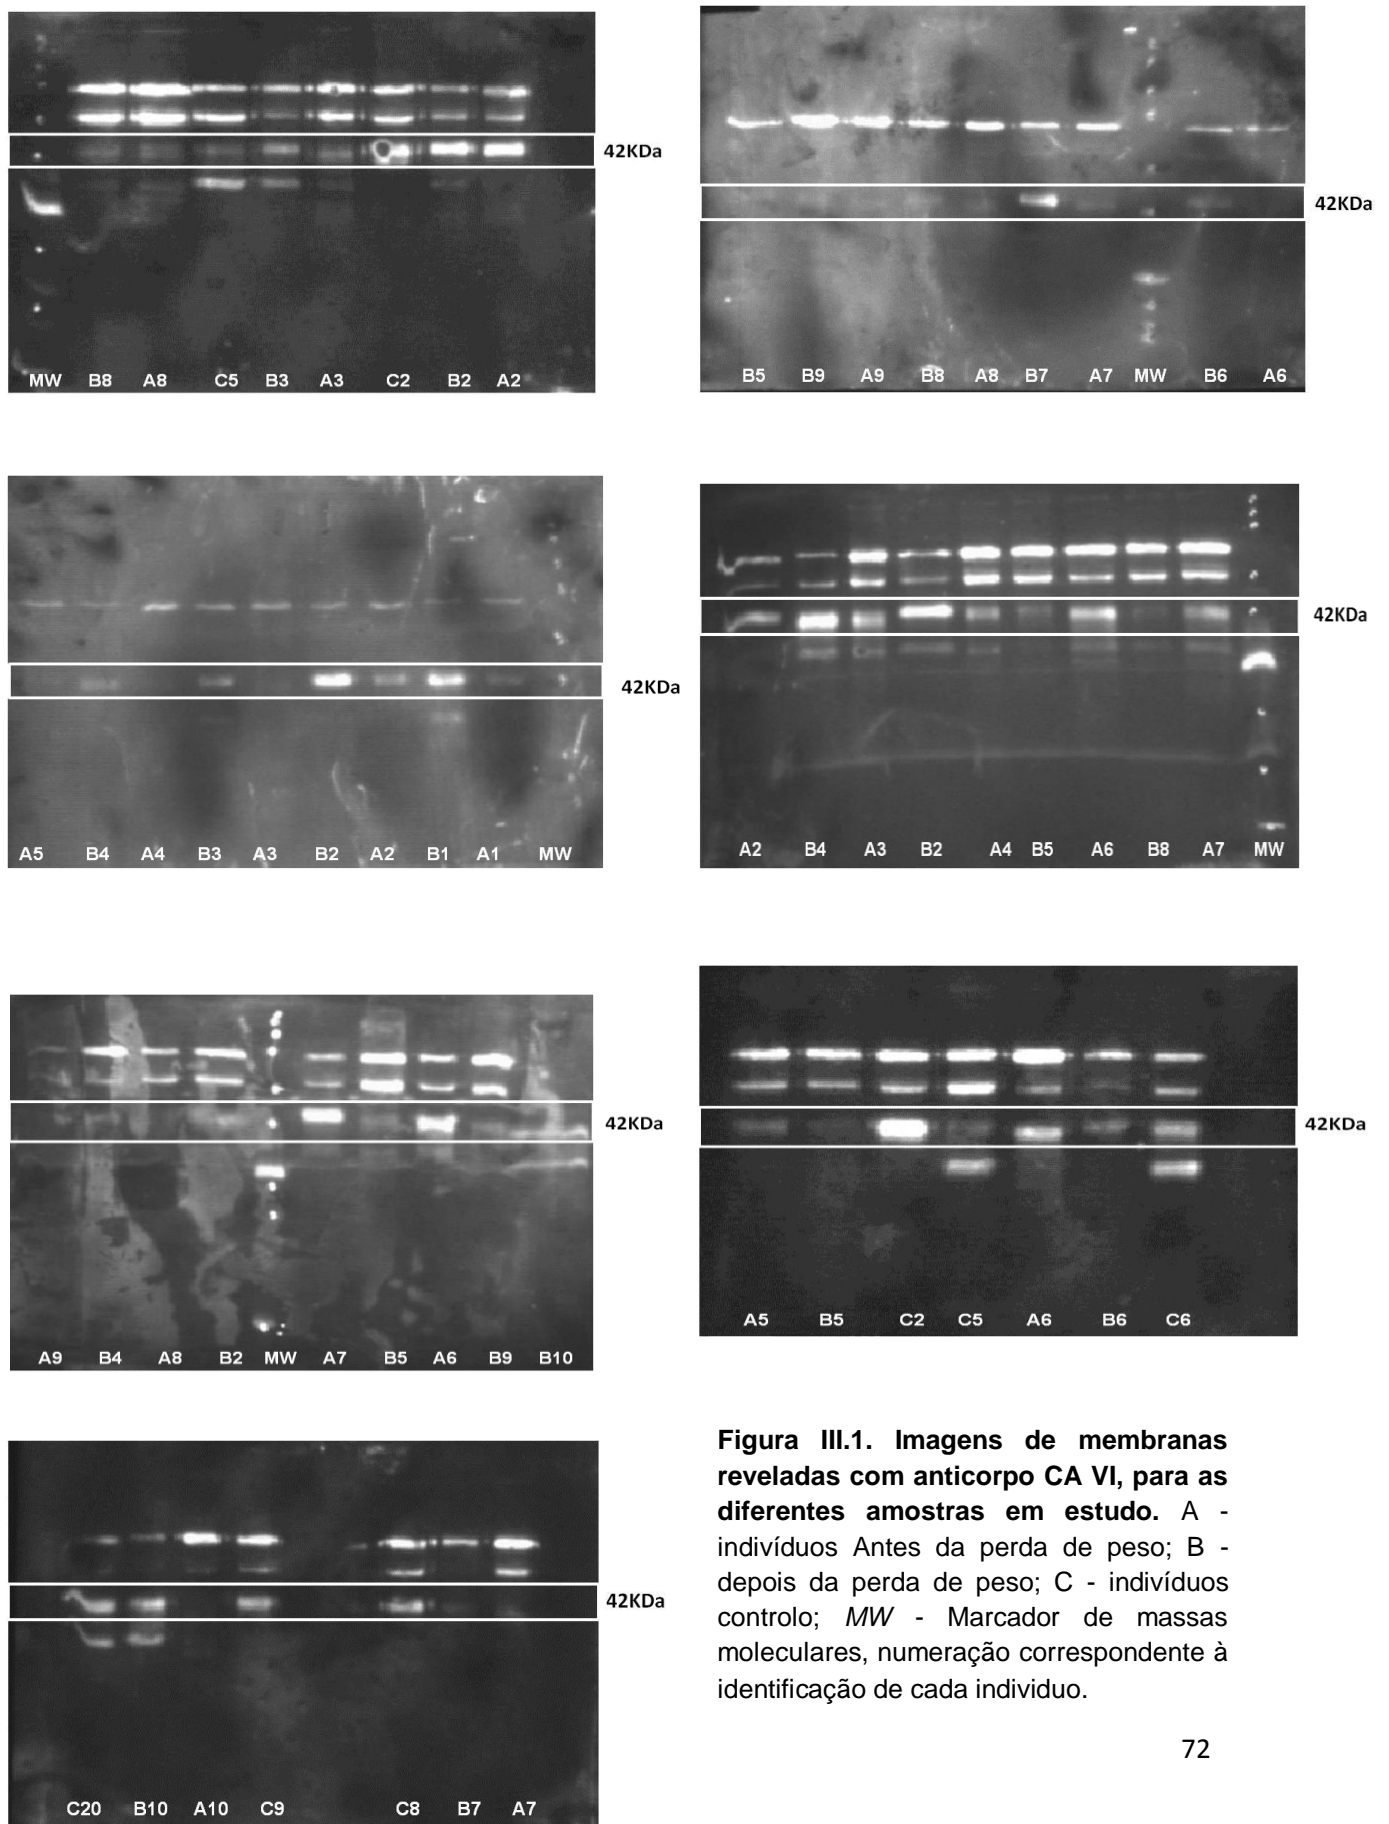 42KDa
MW B8 A8 C5 B3 A3 C2 B2 A2
42KDa
B5 B9 A9 B8 A8 B7 A7 MW B6 A6
42KDa
A5 B4 A4 B3 A3 B2 A2 B1 A1 MW
42KDa
A2 B4 A3 B2 A4 B5 A6 B8 A7 MW
42KDa
A9 B4 A8 B2 MW A7 B5 A6 B9 B10
42KDa
A5 B5 C2 C5 A6 B6 C6
42KDa
C20 B10 A10 C9 C8 B7 A7
Figura III.1. Imagens de membranas
reveladas com anticorpo CA VI, para as
diferentes amostras em estudo. A -
indivíduos Antes da perda de peso; B -
depois da perda de peso; C - indivíduos
controlo; MW - Marcador de massas
moleculares, numeração correspondente à
identificação de cada individuo.
72